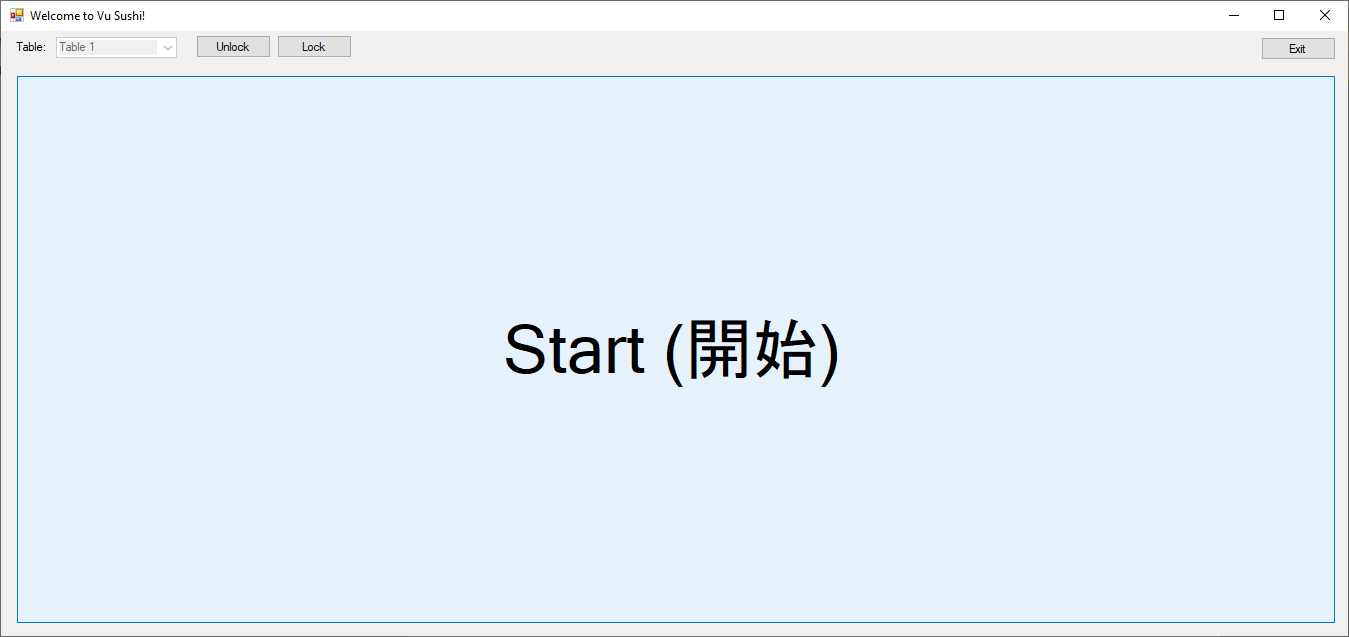 Welcome to Vu Sushi!
Table: Table 1 Unlock Lock Exit
Start (開始)